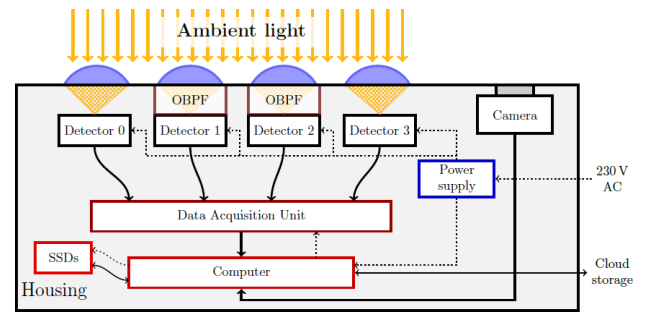 Ambient light
OBPF
OBPF
Camera
Detector 0
Detector 1
Detector 2
Detector 3
Power
supply
230 V
AC
Data Acquisition Unit
SSDs
Computer
Cloud
storage
Housing